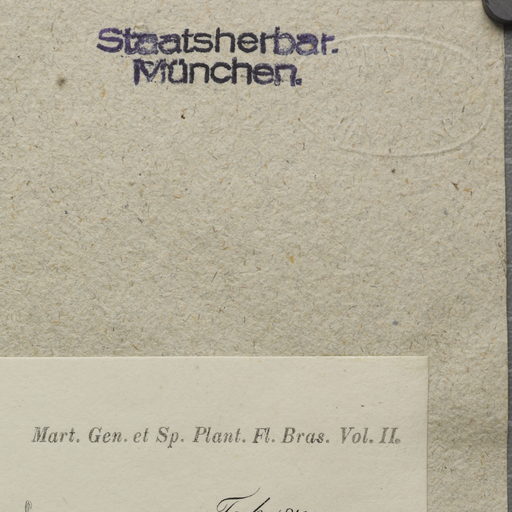 Staatsherbar.
München.
Mart. Gen. et Sp. Plant. Fl. Bras. Vol. II.